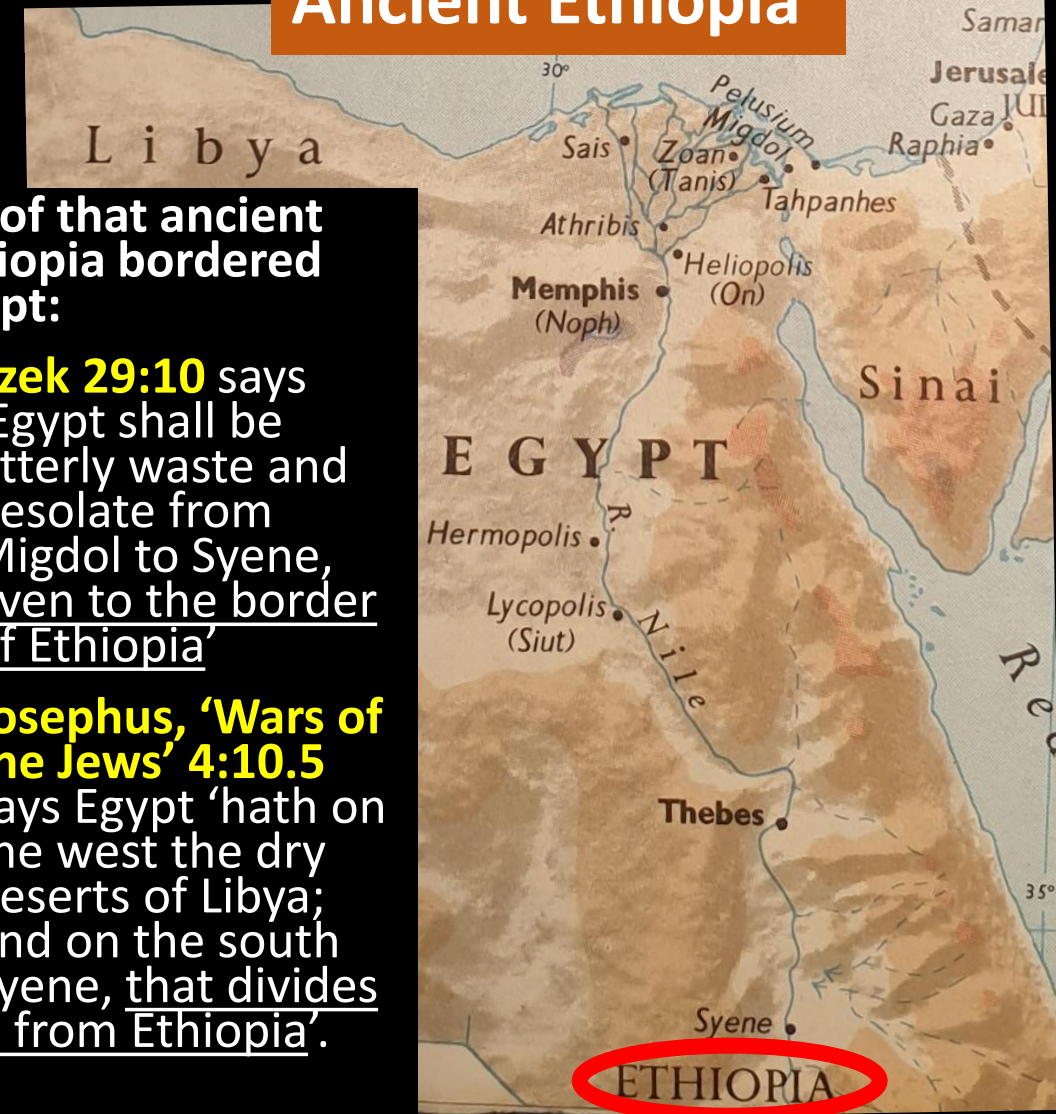 Ancient Ethiopia
of that ancient
iopia bordered
pt:
zek 29:10 says
Egypt shall be
tterly waste and
esolate from
Migdol to Syene,
ven to the border
f Ethiopia’
osephus, ‘Wars of
he Jews’ 4:10.5
ays Egypt ‘hath on
he west the dry
eserts of Libya;
nd on the south
yene, that divides
from Ethiopia’.
Samar
30°
Jerusale
Pelusium
Gaza
JUD
Migdol
Libya
Sais
Zoan
(Tanis)
Raphia
Tahpanhes
Athribis
Heliopolis
(On)
Memphis
(Noph)
Sinai
EGYPT
R. Nile
Hermopolis
Lycopolis
(Siut)
Red
Thebes
35°
Syene
ETHIOPIA